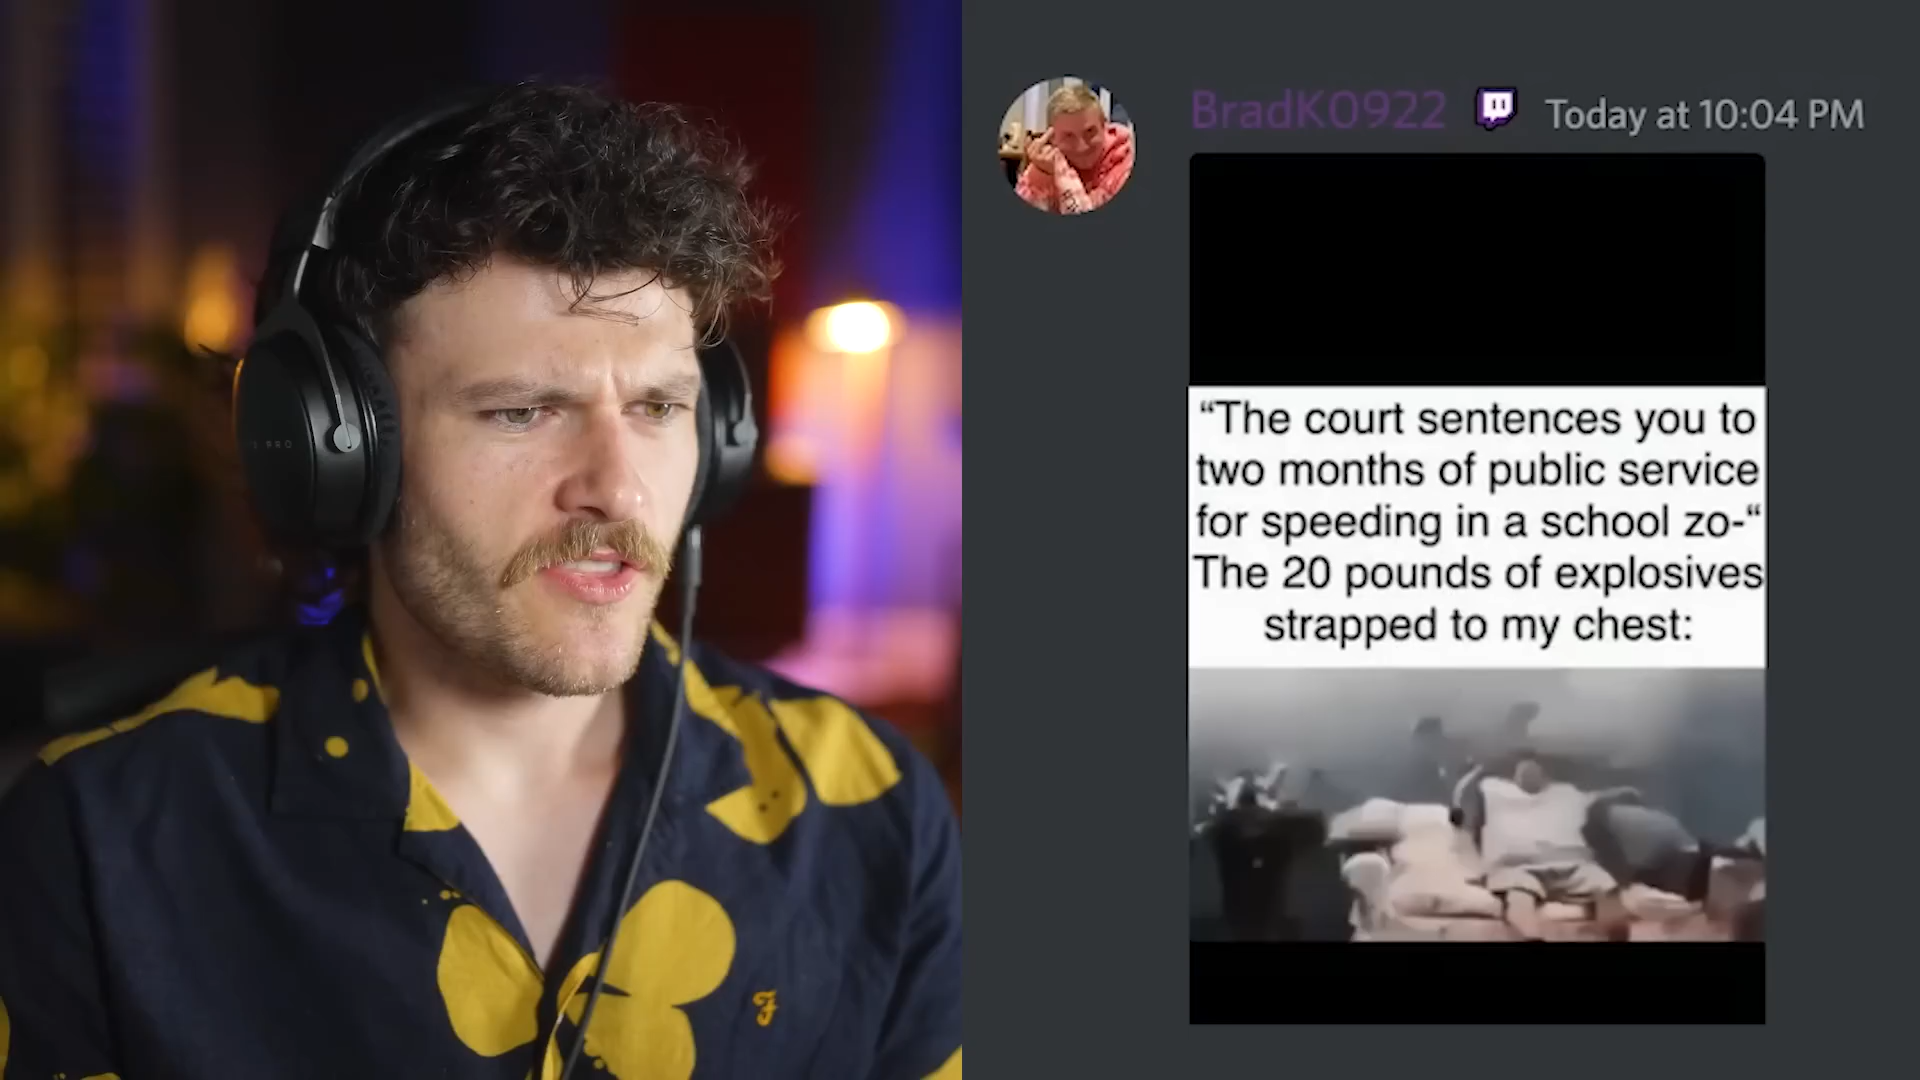 BradK0922 Today at 10:04 PM
“The court sentences you to
two months of public service
for speeding in a school zo-“
The 20 pounds of explosives
strapped to my chest:
PRO
F